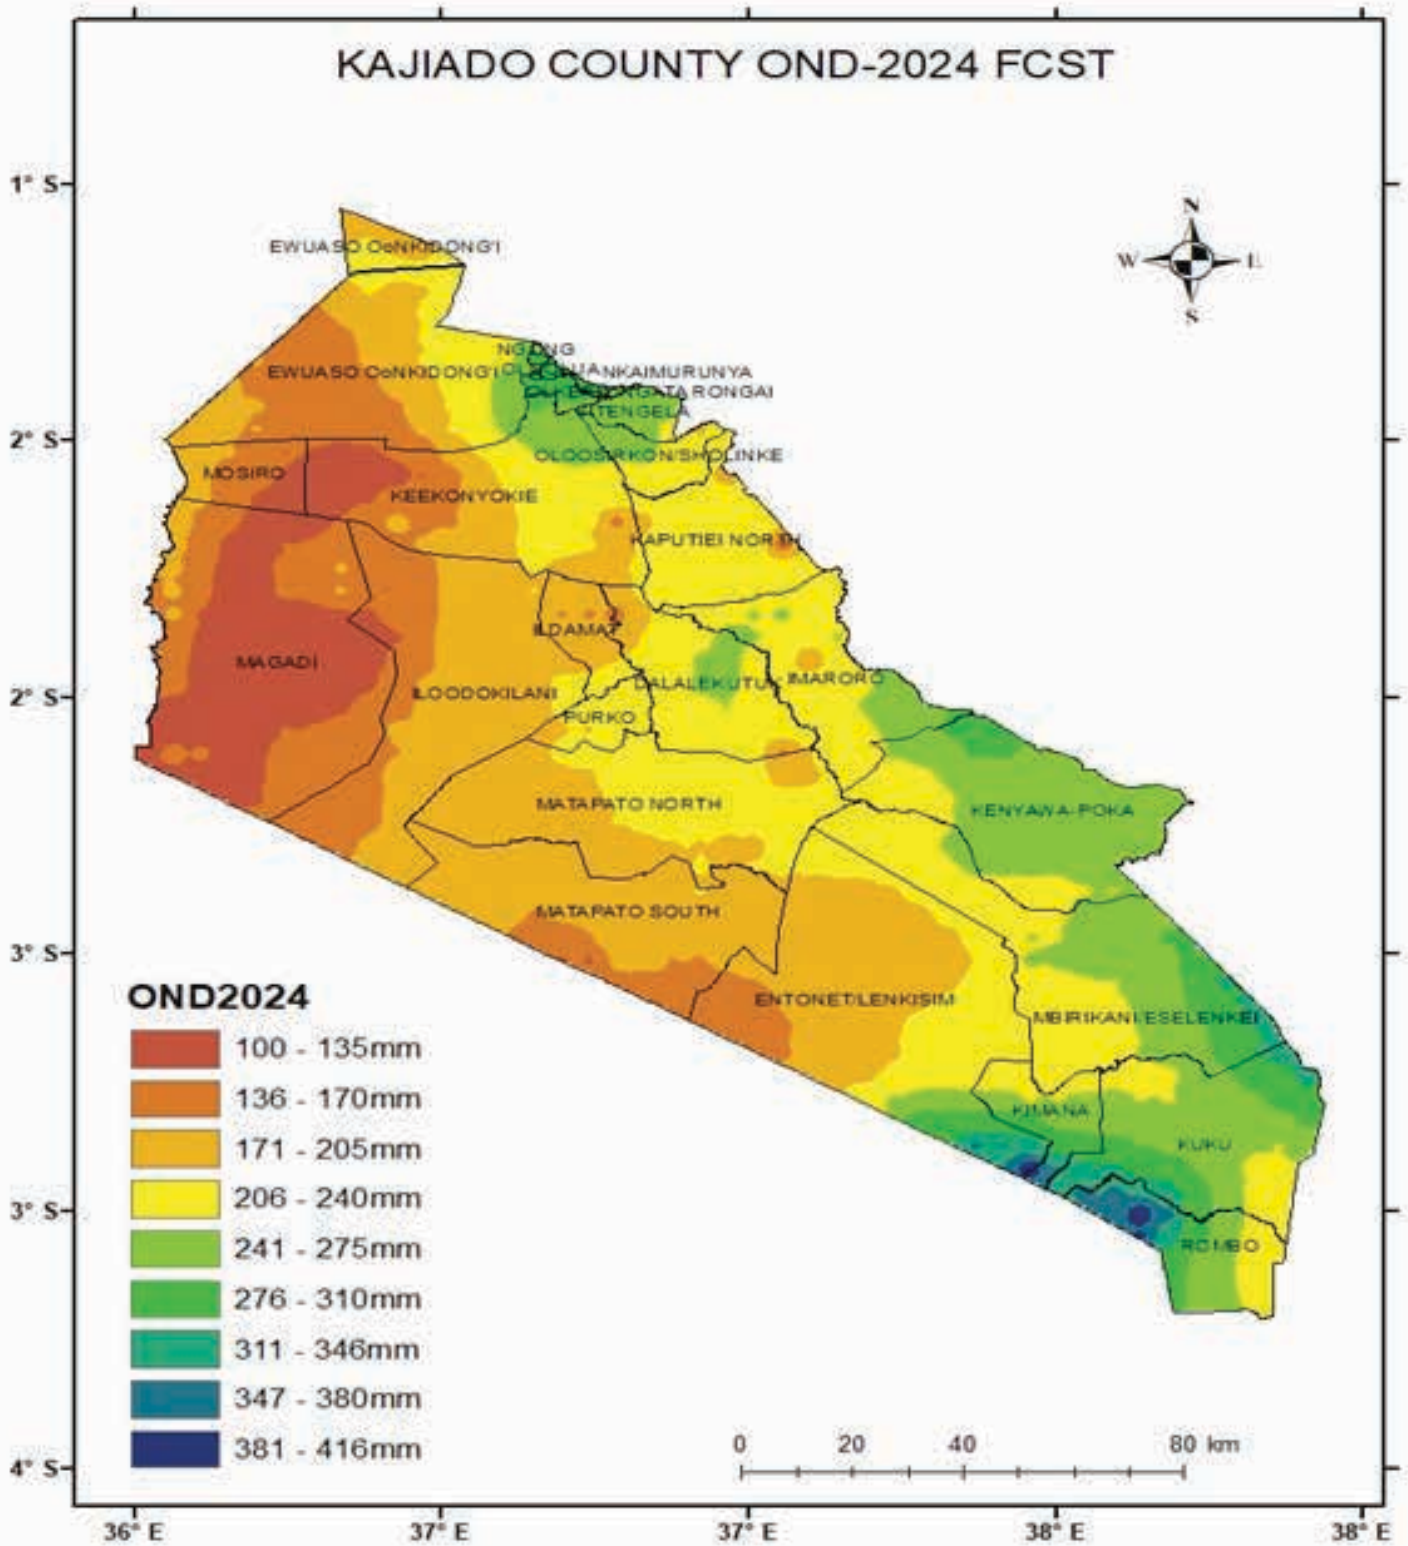 KAJIADO COUNTY OND-2024 FCST
1° S
N
W
E
S
EWUASO OoNKIDONG'I
NGONG
EWUASO OoNKIDONG'I
NKAIMURUNYA
ONGATA RONGAI
KITENGELA
2° S
OLOOSIRKON/SHOLINKE
MOSIRO
KEEKONYOKIE
KAPUTIEI NORTH
ILDAMAT
MAGADI
DALALEKUTUK
IMARORO
2° S
ILOODOKILANI
PURKO
MATAPATO NORTH
KENYAWA-POKA
MATAPATO SOUTH
3° S
ENTONET/LENKISIM
MBIRIKANI ESELENKEI
KIMANA
KUKU
3° S
ROMBO
OND2024
100 - 135mm
136 - 170mm
171 - 205mm
206 - 240mm
241 - 275mm
276 - 310mm
311 - 346mm
347 - 380mm
381 - 416mm
0 20 40 80 km
4° S
36° E 37° E 37° E 38° E 38° E